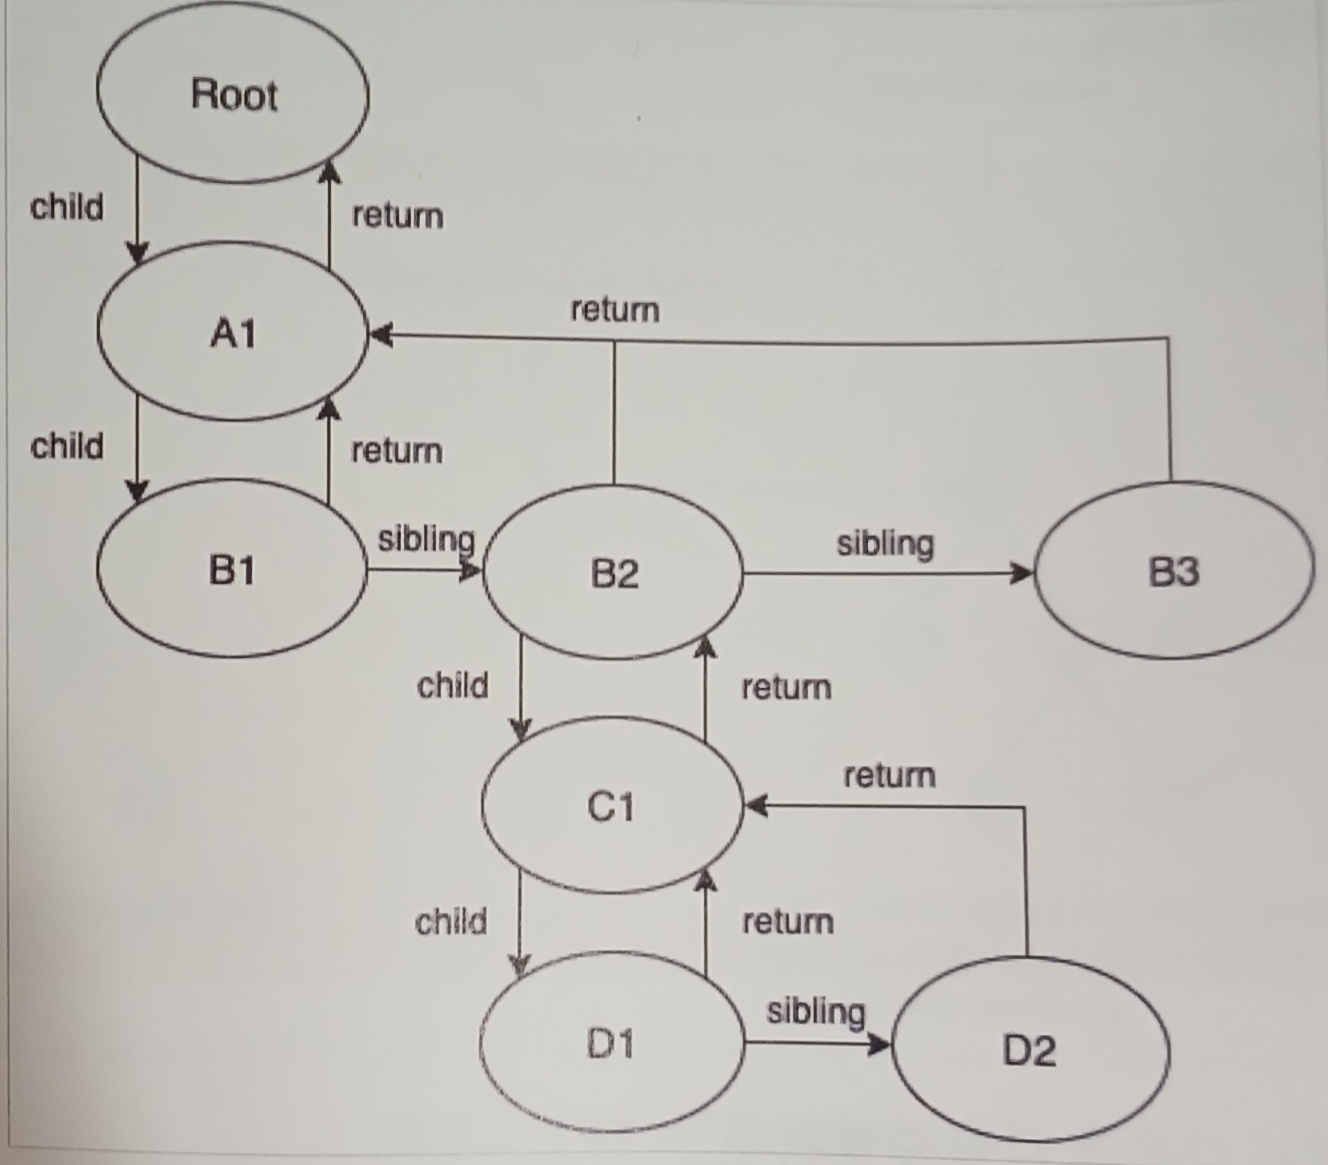 Root
child
return
A1
return
child
return
B1
sibling
B2
sibling
B3
child
return
C1
return
child
return
D1
sibling
D2